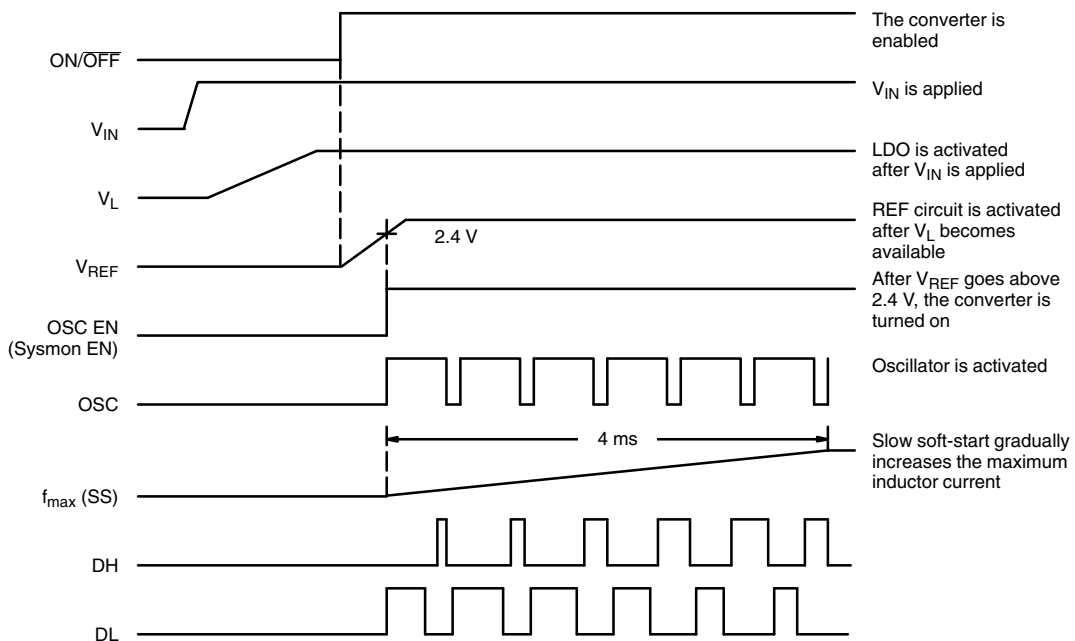 The converter is
enabled
ON/OFF
V_IN is applied
V_IN
LDO is activated
after V_IN is applied
V_L
REF circuit is activated
after V_L becomes
available
2.4 V
V_REF
After V_REF goes above
2.4 V, the converter is
turned on
OSC EN
(Sysmon EN)
Oscillator is activated
OSC
4 ms
Slow soft-start gradually
increases the maximum
inductor current
f_max (SS)
DH
DL